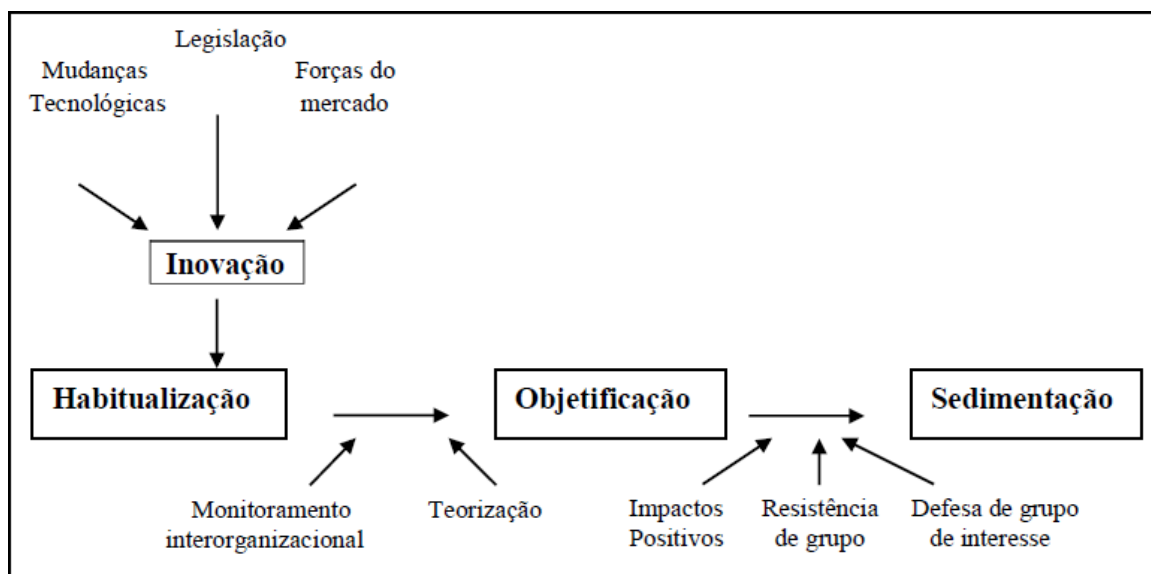 Legislação
Mudanças
Tecnológicas
Forças do
mercado
Inovação
Habitualização
Objetificação
Sedimentação
Monitoramento
interorganizacional
Teorização
Impactos
Positivos
Resistência
de grupo
Defesa de grupo
de interesse